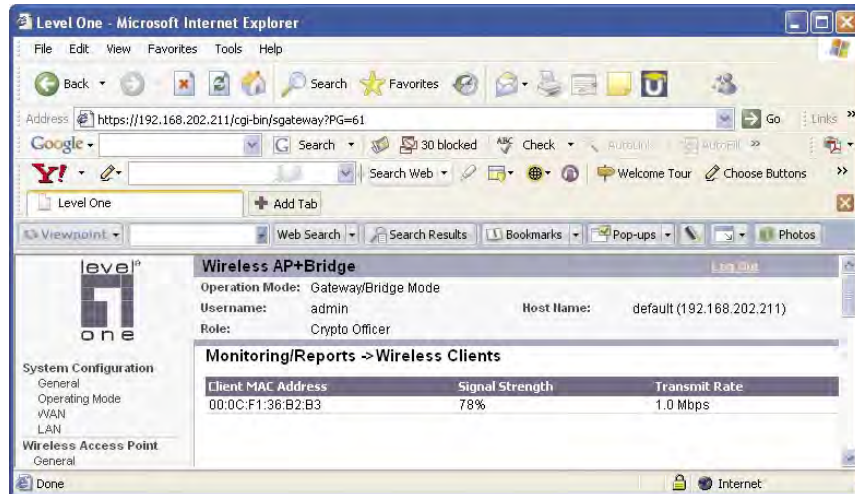 Level One - Microsoft Internet Explorer
File Edit View Favorites Tools Help
Back Search Favorites
Address https://192.168.202.211/cgi-bin/sgateway?PG=61 Go Links »
Google G Search 30 blocked ABC Check AutoLink AutoFill »
Y! Search Web Welcome Tour Choose Buttons »
Level One Add Tab
Viewpoint Web Search Search Results Bookmarks Pop-ups Photos
level one
Wireless AP+Bridge Log Out
Operation Mode: Gateway/Bridge Mode
Username: admin Host Name: default (192.168.202.211)
Role: Crypto Officer
System Configuration
General
Operating Mode
WAN
LAN
Wireless Access Point
General
Monitoring/Reports ->Wireless Clients
Client MAC Address Signal Strength Transmit Rate
00:0C:F1:36:B2:B3 78% 1.0 Mbps
Done Internet